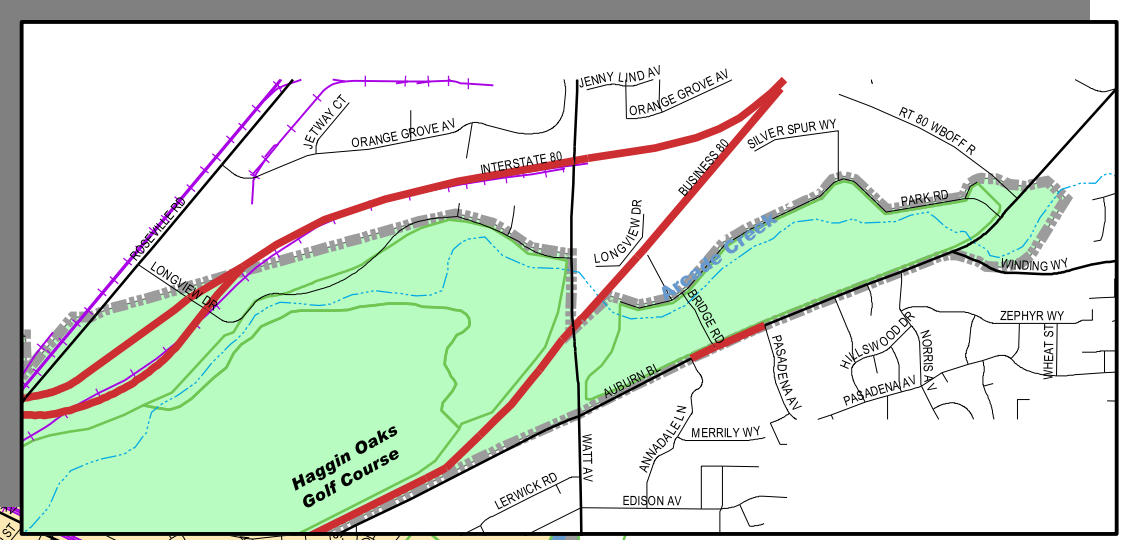 JENNY LIND AV
ORANGE GROVE AV
JETWAY CT
ORANGE GROVE AV
RT 80 WBOFF R
SILVER SPUR WY
INTERSTATE 80
BUSINESS 80
PARK RD
ROSEVILLE RD
LONGVIEW DR
Arcade Creek
LONGVIEW DR
WINDING WY
BRIDGE RD
ZEPHYR WY
HILLSWOOD DR
NORRIS AV
WHEAT ST
PASADENA AV
AUBURN BL
PASADENA AV
Haggin Oaks
Golf Course
WATT AV
ANNADALE LN
MERRILY WY
LERWICK RD
EDISON AV
ST